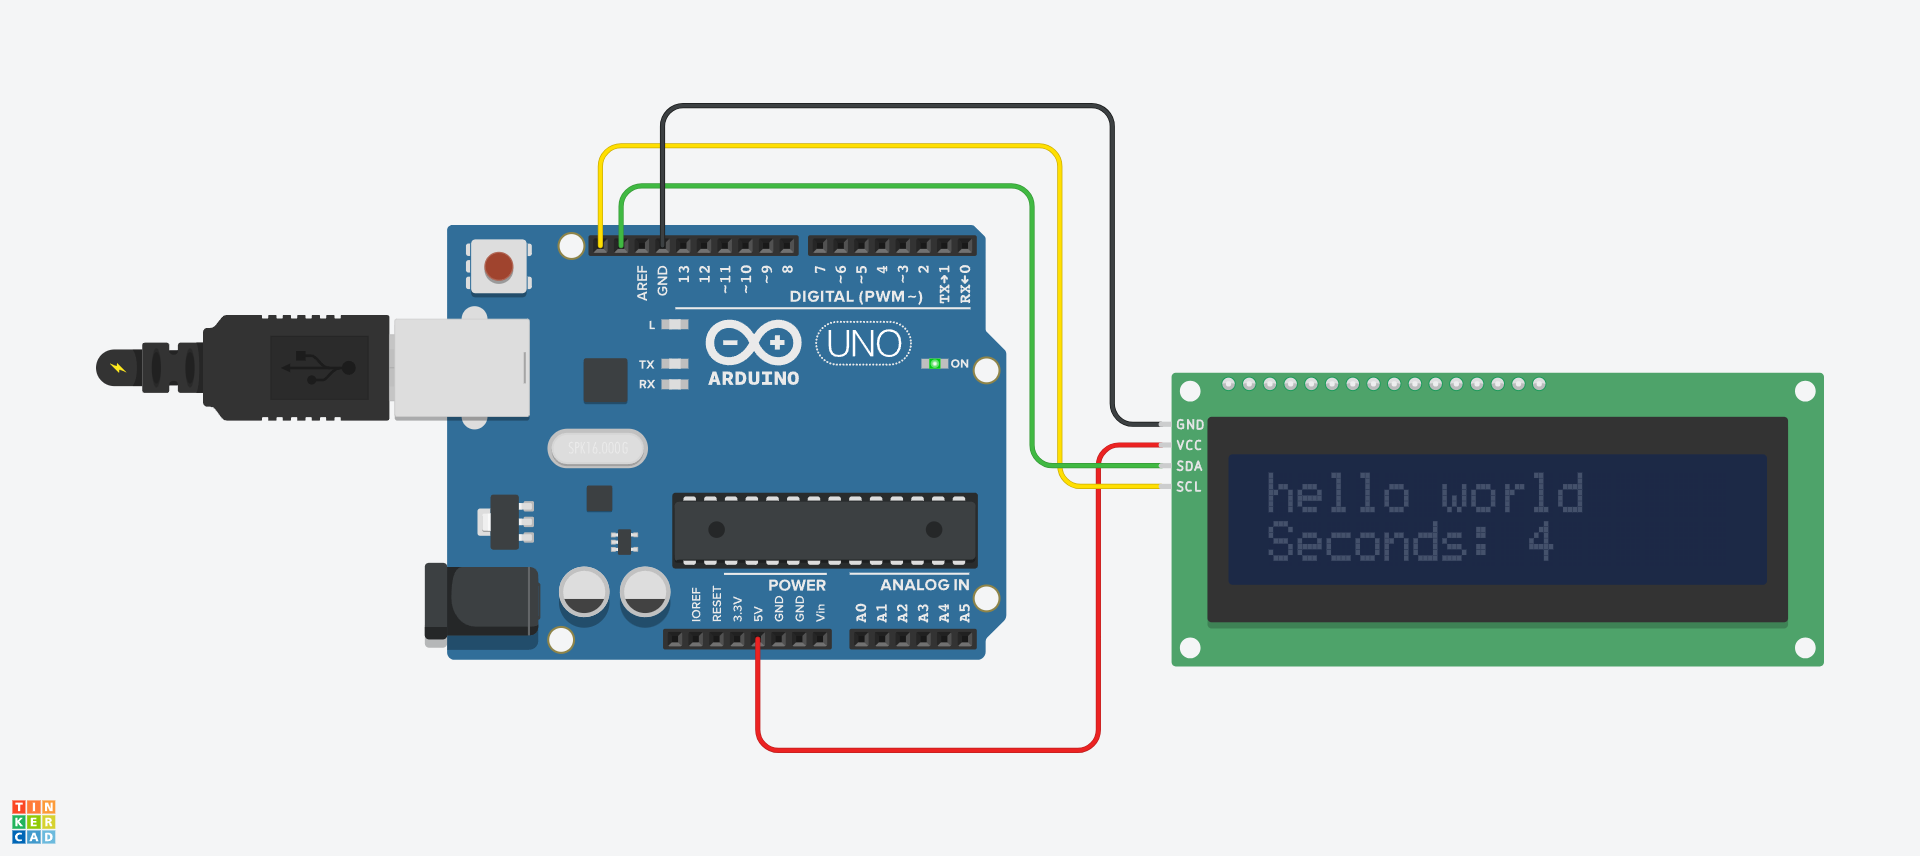 AREF
GND
13
12
~11
~10
~9
8
7
~6
~5
4
~3
2
TX→1
RX←0
DIGITAL (PWM~)
L
TX
RX
ARDUINO
UNO
ON
SPK16.000G
GND
VCC
SDA
SCL
hello world
Seconds: 4
POWER
ANALOG IN
IOREF
RESET
3.3V
5V
GND
GND
Vin
A0
A1
A2
A3
A4
A5
TIN
KER
CAD